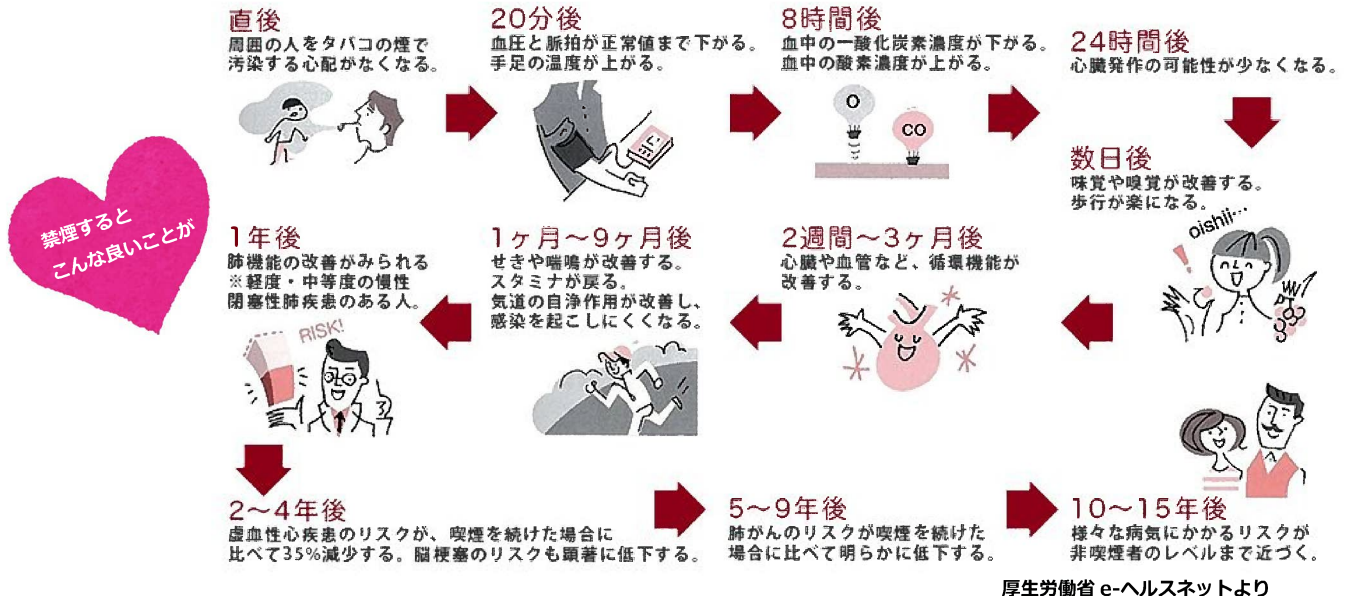 禁煙すると
こんな良いことが
直後
周囲の人をタバコの煙で
汚染する心配がなくなる。
20分後
血圧と脈拍が正常値まで下がる。
手足の温度が上がる。
8時間後
血中の一酸化炭素濃度が下がる。
血中の酸素濃度が上がる。
O
CO
24時間後
心臓発作の可能性が少なくなる。
数日後
味覚や嗅覚が改善する。
歩行が楽になる。
oishii…
2週間〜3ヶ月後
心臓や血管など、循環機能が
改善する。
1ヶ月〜9ヶ月後
せきや喘鳴が改善する。
スタミナが戻る。
気道の自浄作用が改善し、
感染を起こしにくくなる。
1年後
肺機能の改善がみられる
※軽度・中等度の慢性
閉塞性肺疾患のある人。
RISK!
2〜4年後
虚血性心疾患のリスクが、喫煙を続けた場合に
比べて35%減少する。脳梗塞のリスクも顕著に低下する。
5〜9年後
肺がんのリスクが喫煙を続けた
場合に比べて明らかに低下する。
10〜15年後
様々な病気にかかるリスクが
非喫煙者のレベルまで近づく。
厚生労働省 e-ヘルスネットより